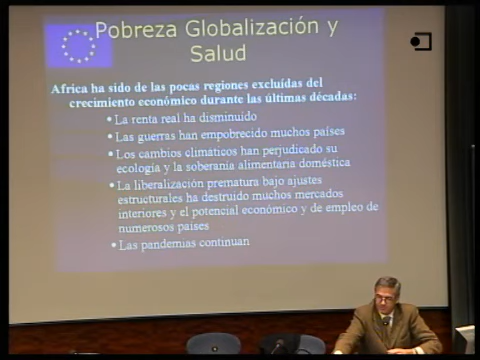 Pobreza Globalización y
Salud
Africa ha sido de las pocas regiones excluídas del
crecimiento económico durante las últimas décadas:
• La renta real ha disminuido
• Las guerras han empobrecido muchos países
• Los cambios climáticos han perjudicado su
ecología y la soberanía alimentaria doméstica
• La liberalización prematura bajo ajustes
estructurales ha destruido muchos mercados
interiores y el potencial económico y de empleo de
numerosos países
• Las pandemias continuan